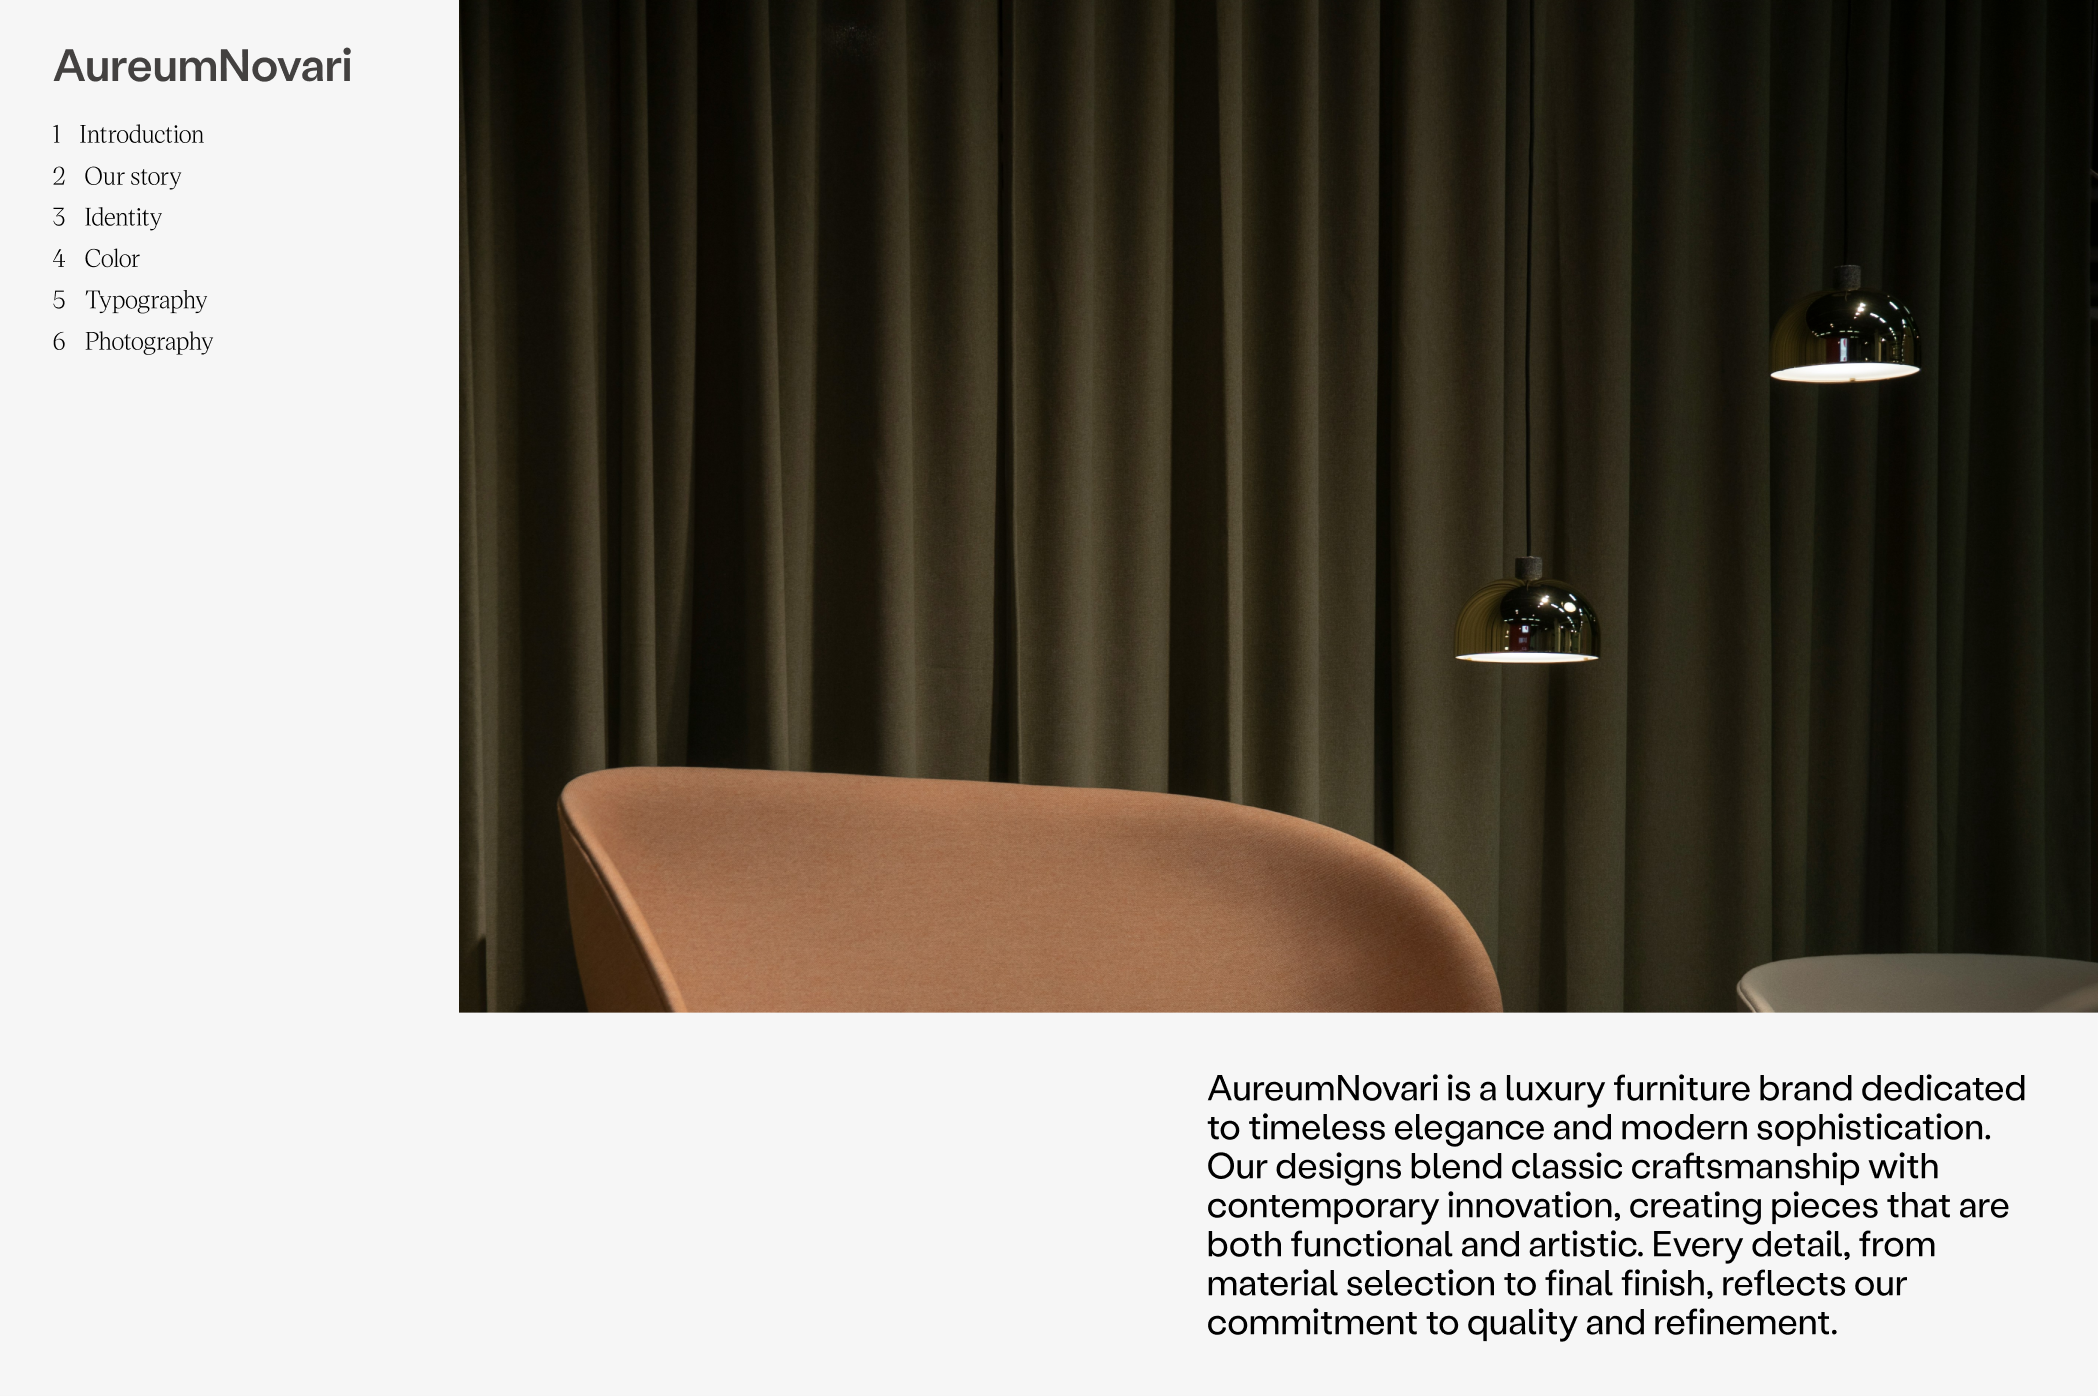 AureumNovari
1 Introduction
2 Our story
3 Identity
4 Color
5 Typography
6 Photography
AureumNovari is a luxury furniture brand dedicated
to timeless elegance and modern sophistication.
Our designs blend classic craftsmanship with
contemporary innovation, creating pieces that are
both functional and artistic. Every detail, from
material selection to final finish, reflects our
commitment to quality and refinement.